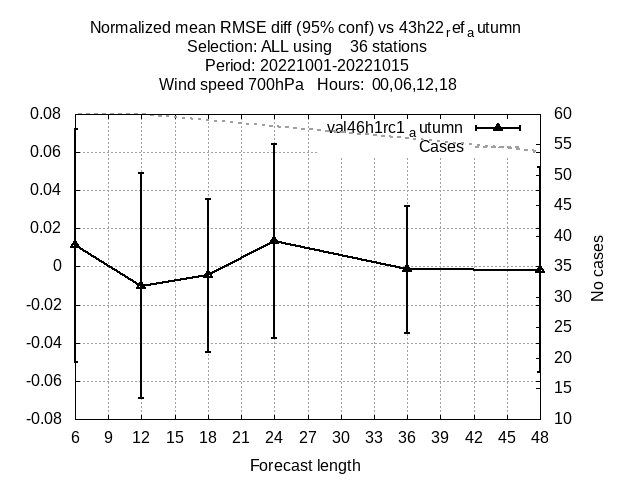 Normalized mean RMSE diff (95% conf) vs 43h22refautumn
Selection: ALL using 36 stations
Period: 20221001-20221015
Wind speed 700hPa Hours: 00,06,12,18
val46h1rc1autumn
Cases
0.08
0.06
0.04
0.02
0
-0.02
-0.04
-0.06
-0.08
60
55
50
45
40
35
30
25
20
15
10
No cases
6 9 12 15 18 21 24 27 30 33 36 39 42 45 48
Forecast length